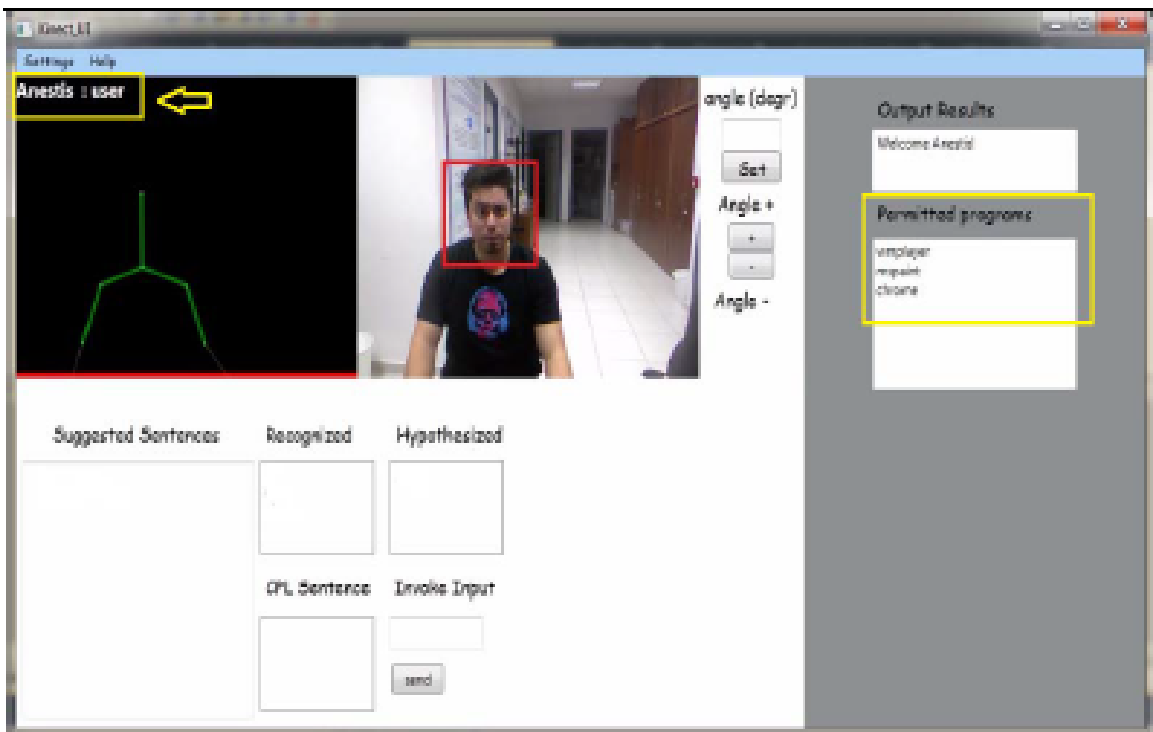 Kinect_UI
Settings Help
Anestis : user
angle (degr)
Set
Angle +
+
-
Angle -
Output Results
Welcome Anestis!
Permitted programs
wmplayer
mspaint
chrome
Suggested Sentences
Recognized
Hypothesized
CPL Sentence
Invoke Input
send